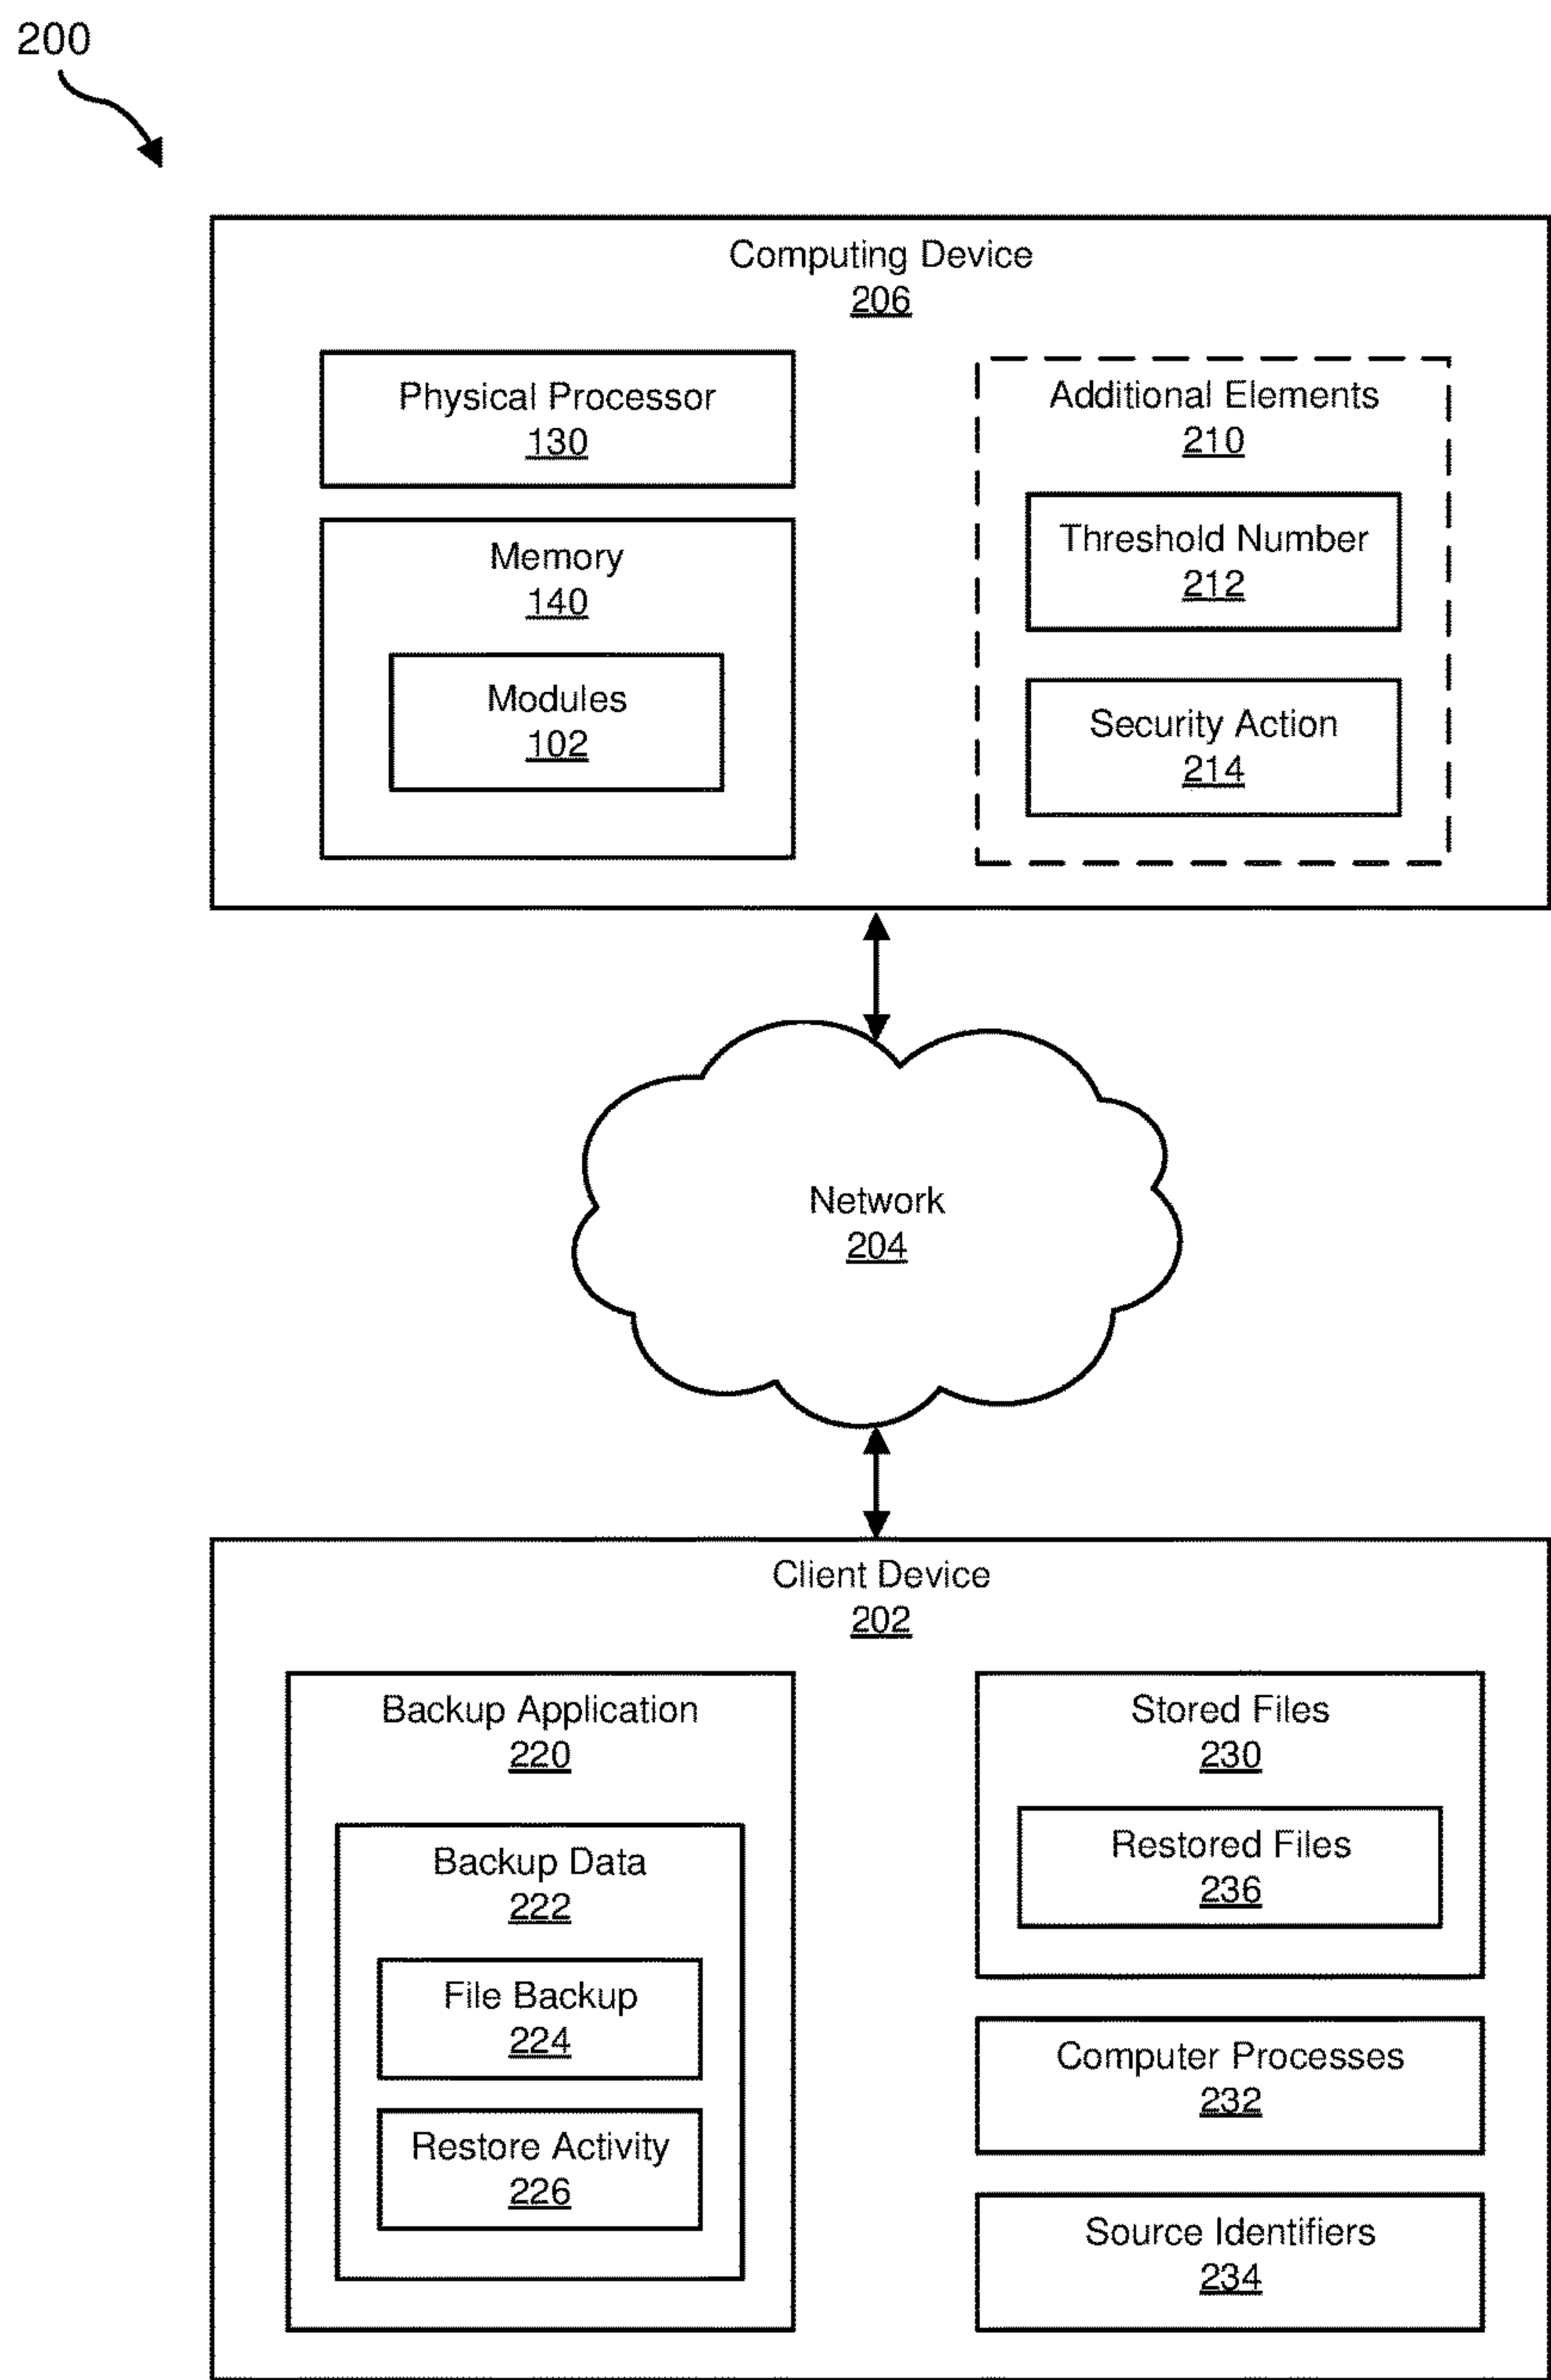 200
Computing Device
206
Physical Processor
130
Memory
140
Modules
102
Additional Elements
210
Threshold Number
212
Security Action
214
Network
204
Client Device
202
Backup Application
220
Backup Data
222
File Backup
224
Restore Activity
226
Stored Files
230
Restored Files
236
Computer Processes
232
Source Identifiers
234